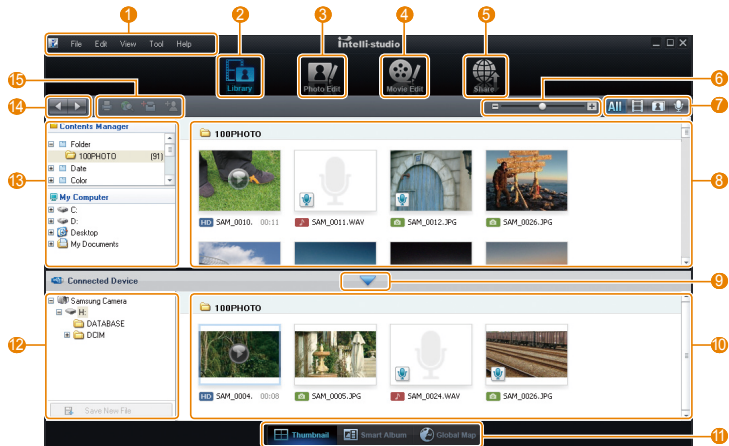 1
2
3
4
5
File Edit View Tool Help
intelli-studio
Library
Photo Edit
Movie Edit
Share
15
6
14
All
7
Contents Manager
Folder
100PHOTO (91)
Date
Color
13
My Computer
C:
D:
Desktop
My Documents
100PHOTO
HD SAM_0010. 00:11
SAM_0011.WAV
SAM_0012.JPG
SAM_0026.JPG
8
Connected Device
9
Samsung Camera
H:
DATABASE
DCIM
12
Save New File
100PHOTO
HD SAM_0004. 00:08
SAM_0005.JPG
SAM_0024.WAV
SAM_0026.JPG
10
Thumbnail
Smart Album
Global Map
11